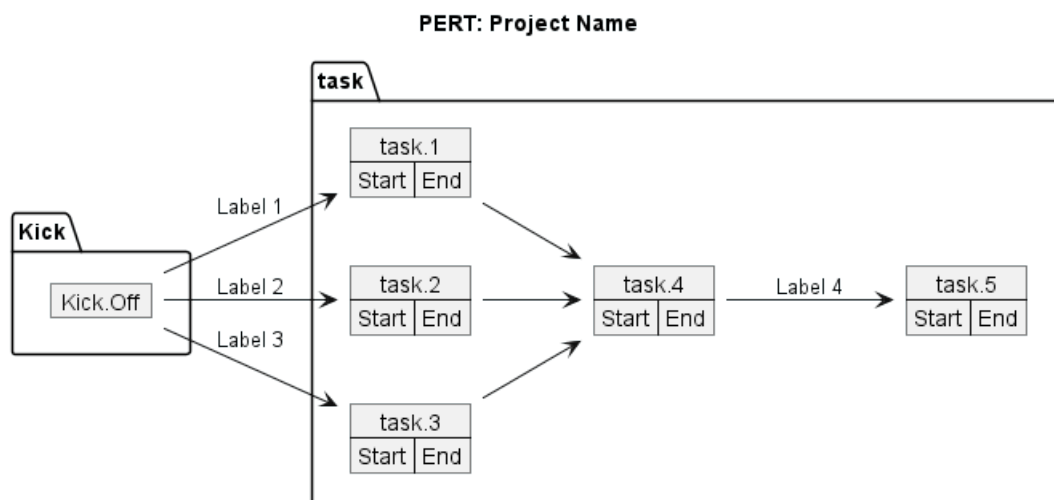 PERT: Project Name
task
task.1
Start End
Label 1
Kick
Kick.Off
Label 2
task.2
Start End
task.4
Start End
Label 4
task.5
Start End
Label 3
task.3
Start End